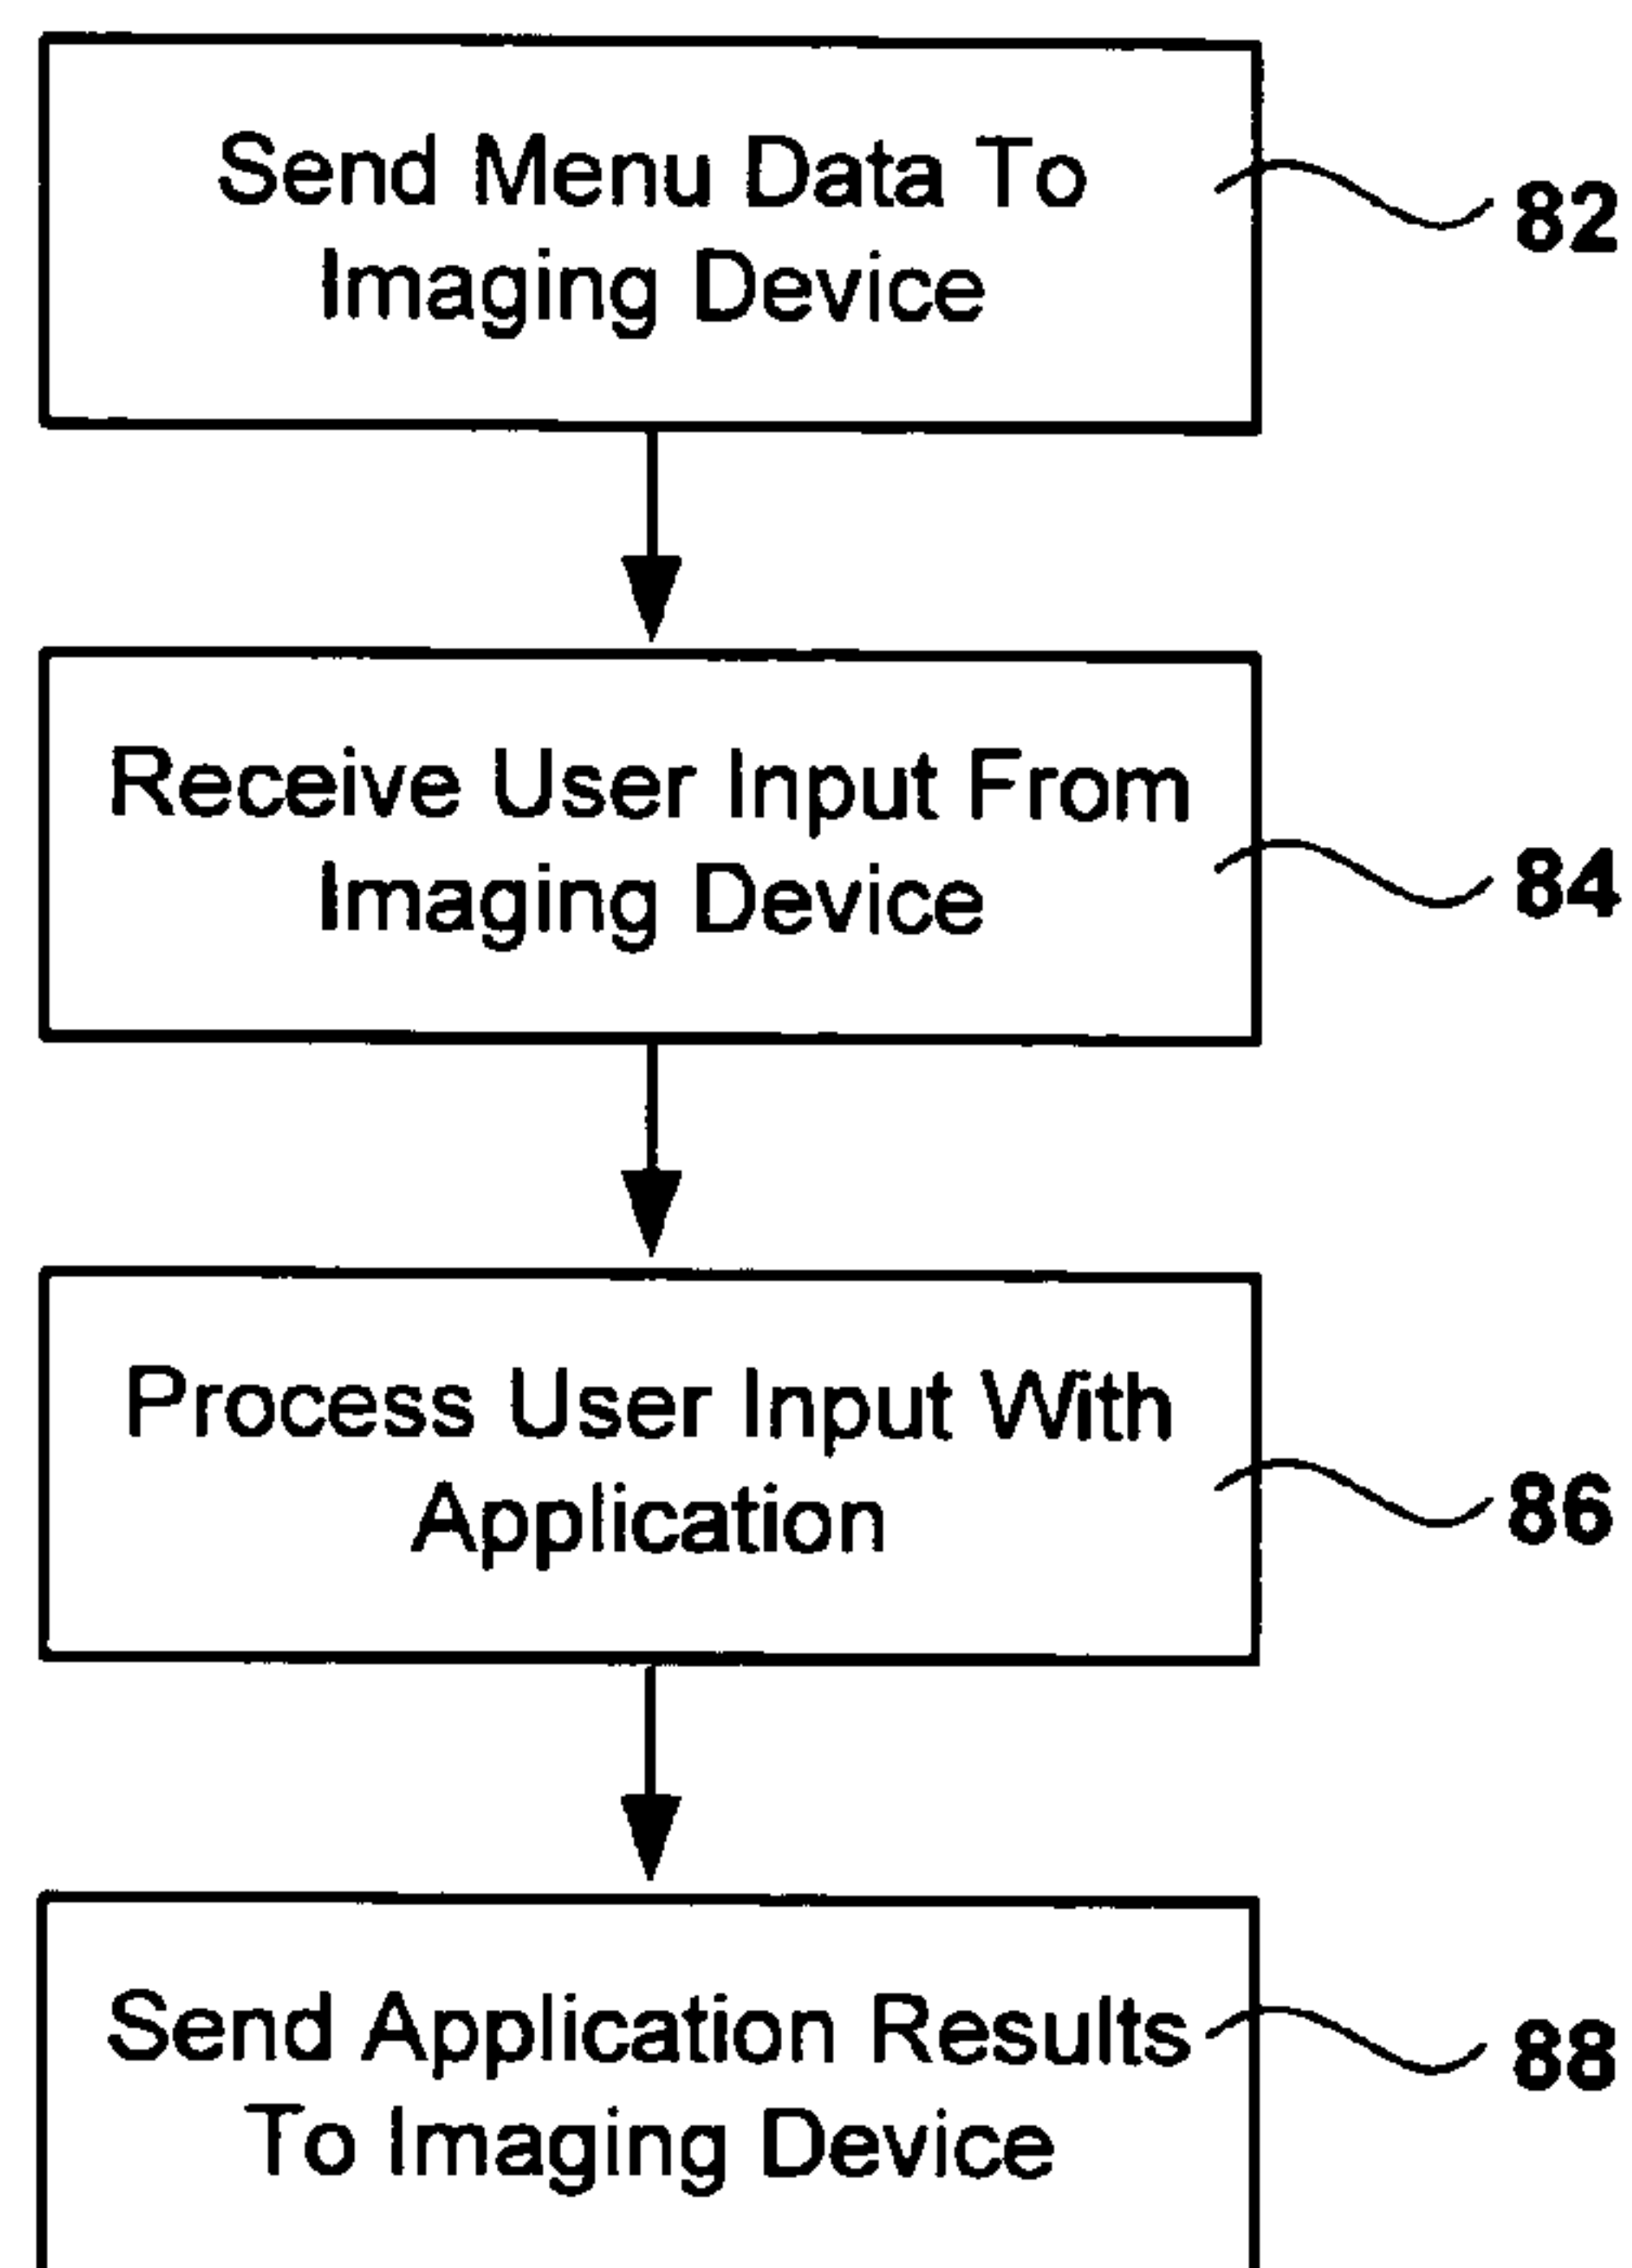 Send Menu Data To
Imaging Device
82
Receive User Input From
Imaging Device
84
Process User Input With
Application
86
Send Application Results
To Imaging Device
88